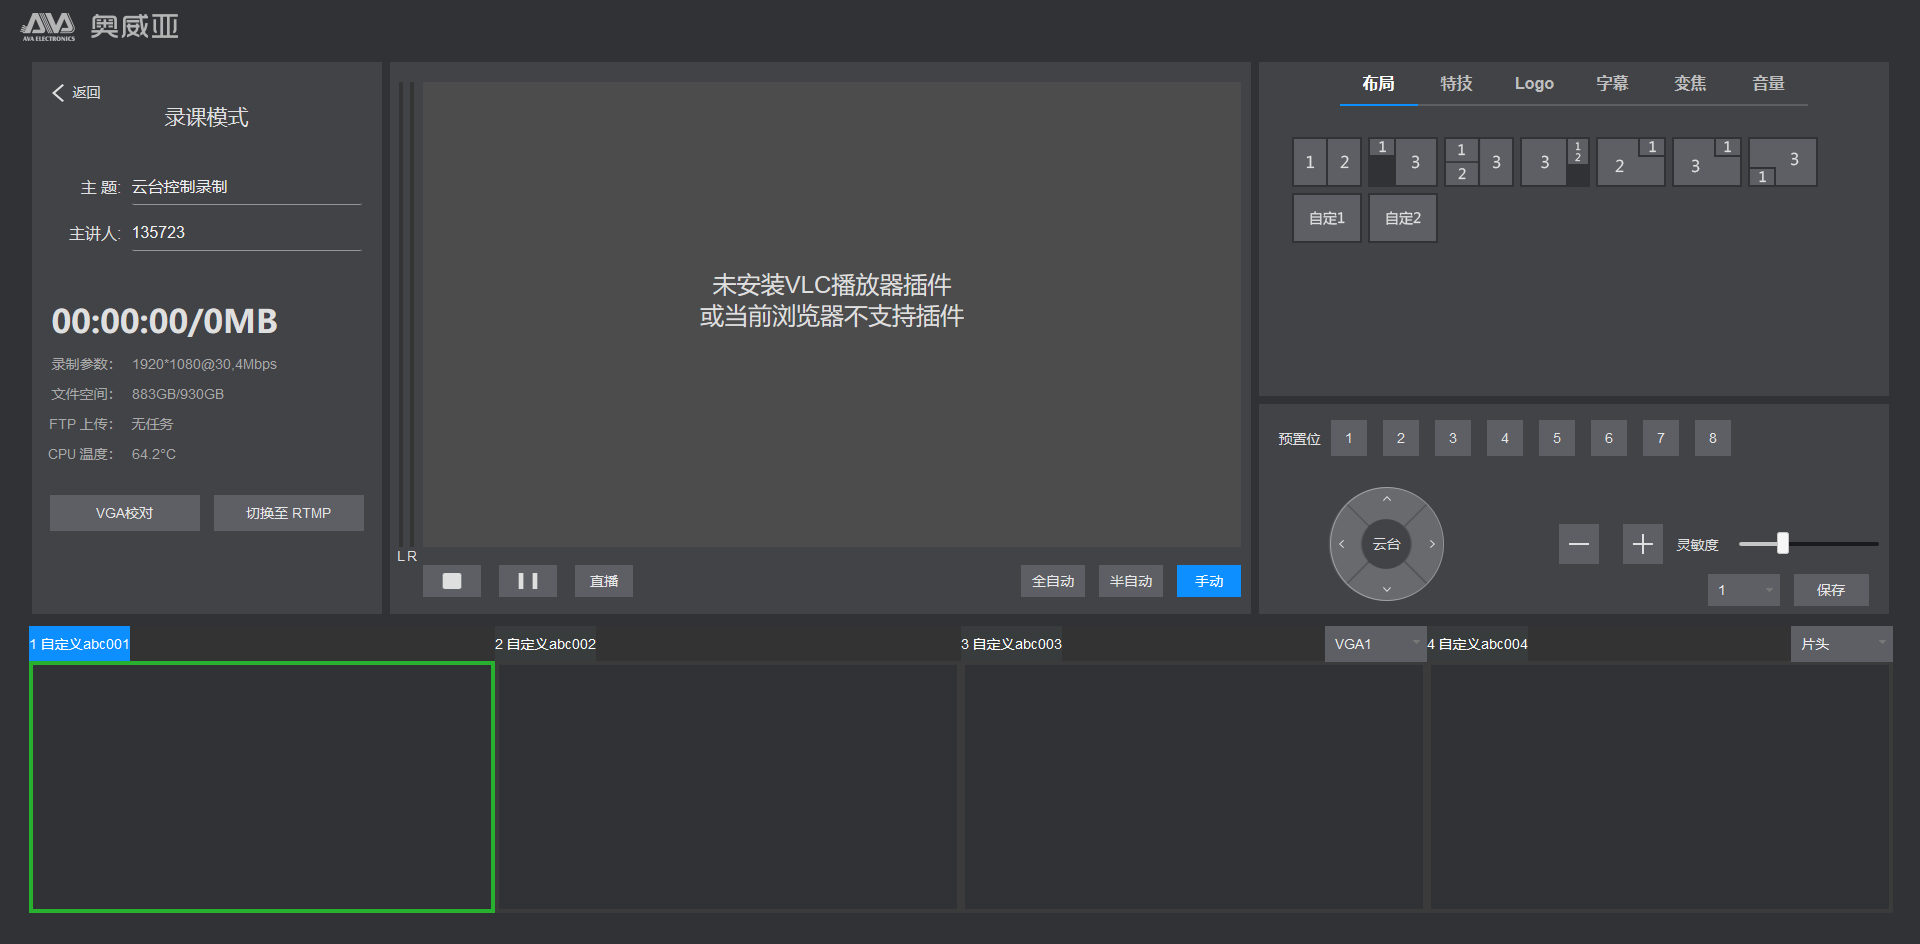 AVA ELECTRONICS 奥威亚
返回
录课模式
主 题: 云台控制录制
主讲人: 135723
00:00:00/0MB
录制参数: 1920*1080@30,4Mbps
文件空间: 883GB/930GB
FTP 上传: 无任务
CPU 温度: 64.2°C
VGA校对 切换至 RTMP
未安装VLC播放器插件
或当前浏览器不支持插件
L R
直播 全自动 半自动 手动
布局 特技 Logo 字幕 变焦 音量
1 2 1 3 1 2 3 3 1 2 2 1 3 1 3 1
自定1 自定2
预置位 1 2 3 4 5 6 7 8
云台 灵敏度
1 保存
1 自定义abc001 2 自定义abc002 3 自定义abc003 VGA1 4 自定义abc004 片头